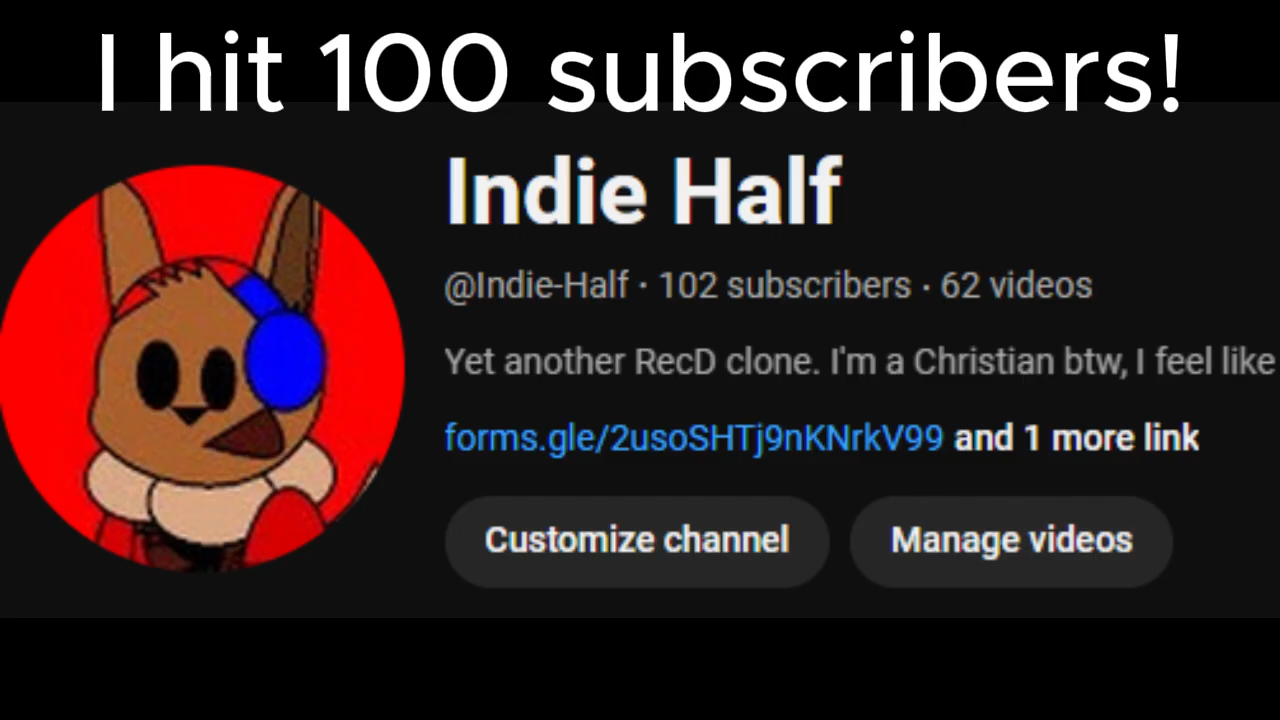 I hit 100 subscribers!
Indie Half
@Indie-Half · 102 subscribers · 62 videos
Yet another RecD clone. I'm a Christian btw, I feel like
forms.gle/2usoSHTj9nKNrkV99 and 1 more link
Customize channel Manage videos